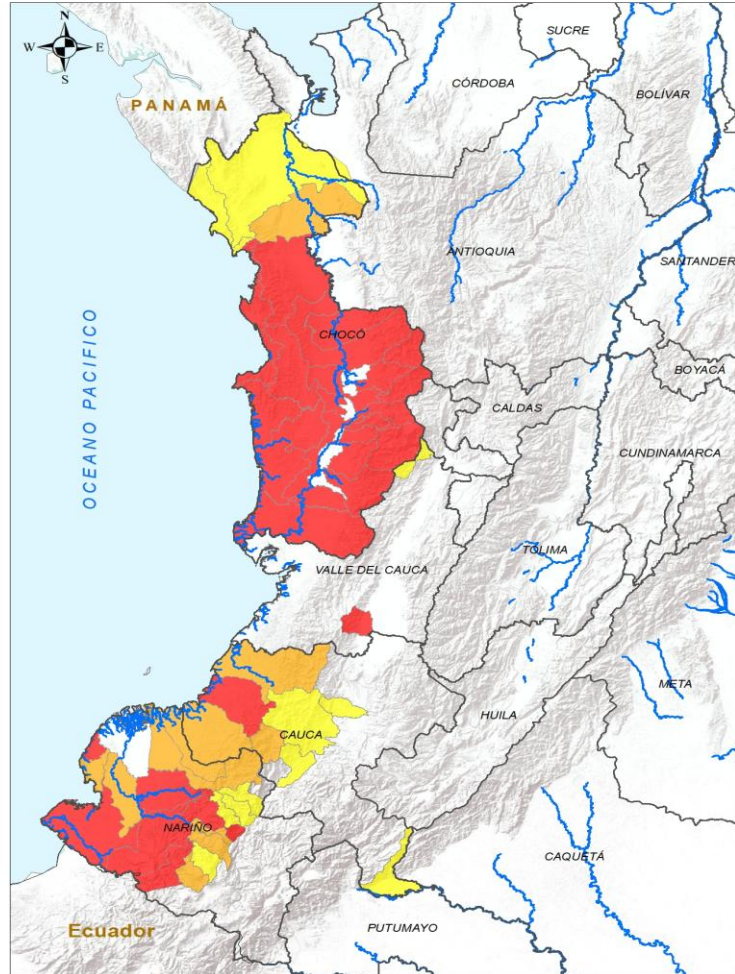 N
W E
S
SUCRE
CÓRDOBA
BOLÍVAR
PANAMÁ
ANTIOQUIA
SANTANDER
OCEANO PACIFICO
CHOCÓ
BOYACÁ
CALDAS
CUNDINAMARCA
TOLIMA
VALLE DEL CAUCA
META
HUILA
CAUCA
NARIÑO
CAQUETÁ
PUTUMAYO
Ecuador